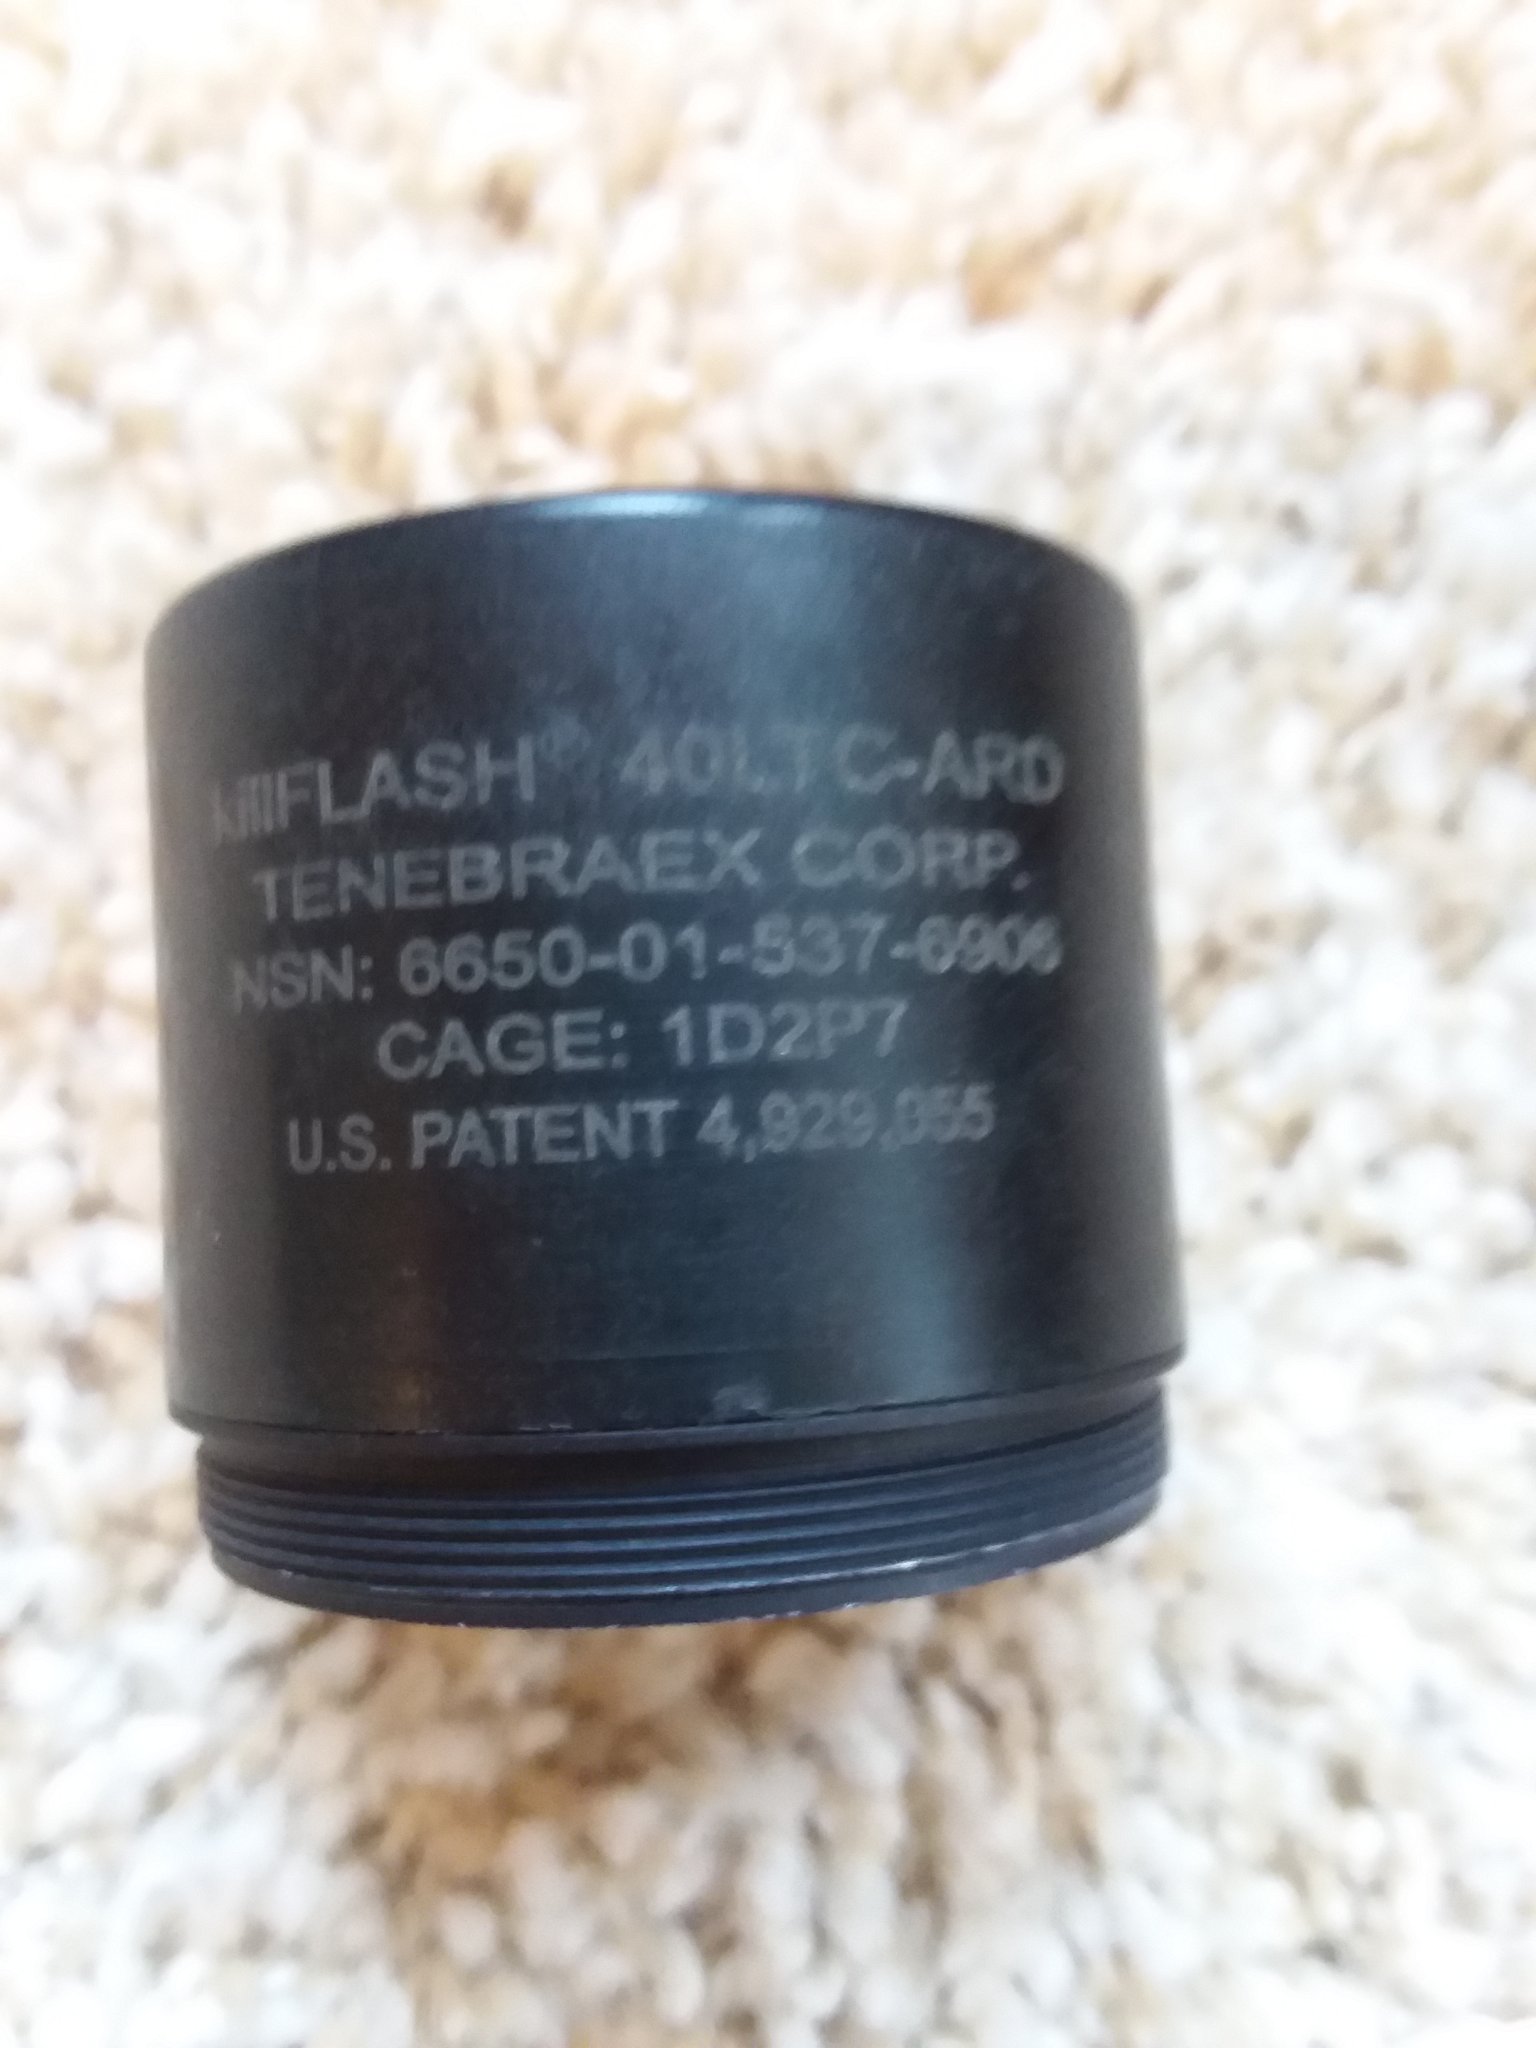 killFLASH® 40LTC-ARD
TENEBRAEX CORP.
NSN: 6650-01-537-6906
CAGE: 1D2P7
U.S. PATENT 4,929,055